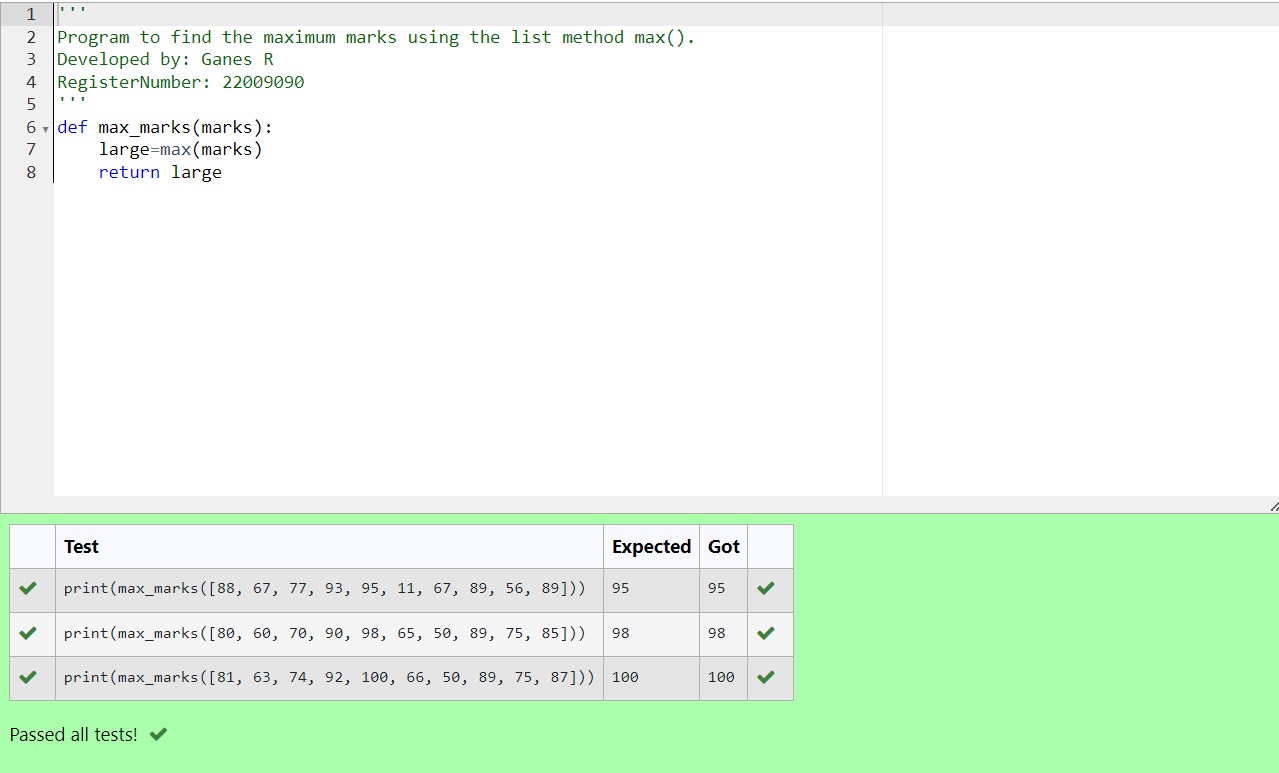 1 '''
2 Program to find the maximum marks using the list method max().
3 Developed by: Ganes R
4 RegisterNumber: 22009090
5 '''
6 def max_marks(marks):
7     large=max(marks)
8     return large
Test Expected Got
print(max_marks([88, 67, 77, 93, 95, 11, 67, 89, 56, 89])) 95 95
print(max_marks([80, 60, 70, 90, 98, 65, 50, 89, 75, 85])) 98 98
print(max_marks([81, 63, 74, 92, 100, 66, 50, 89, 75, 87])) 100 100
Passed all tests!